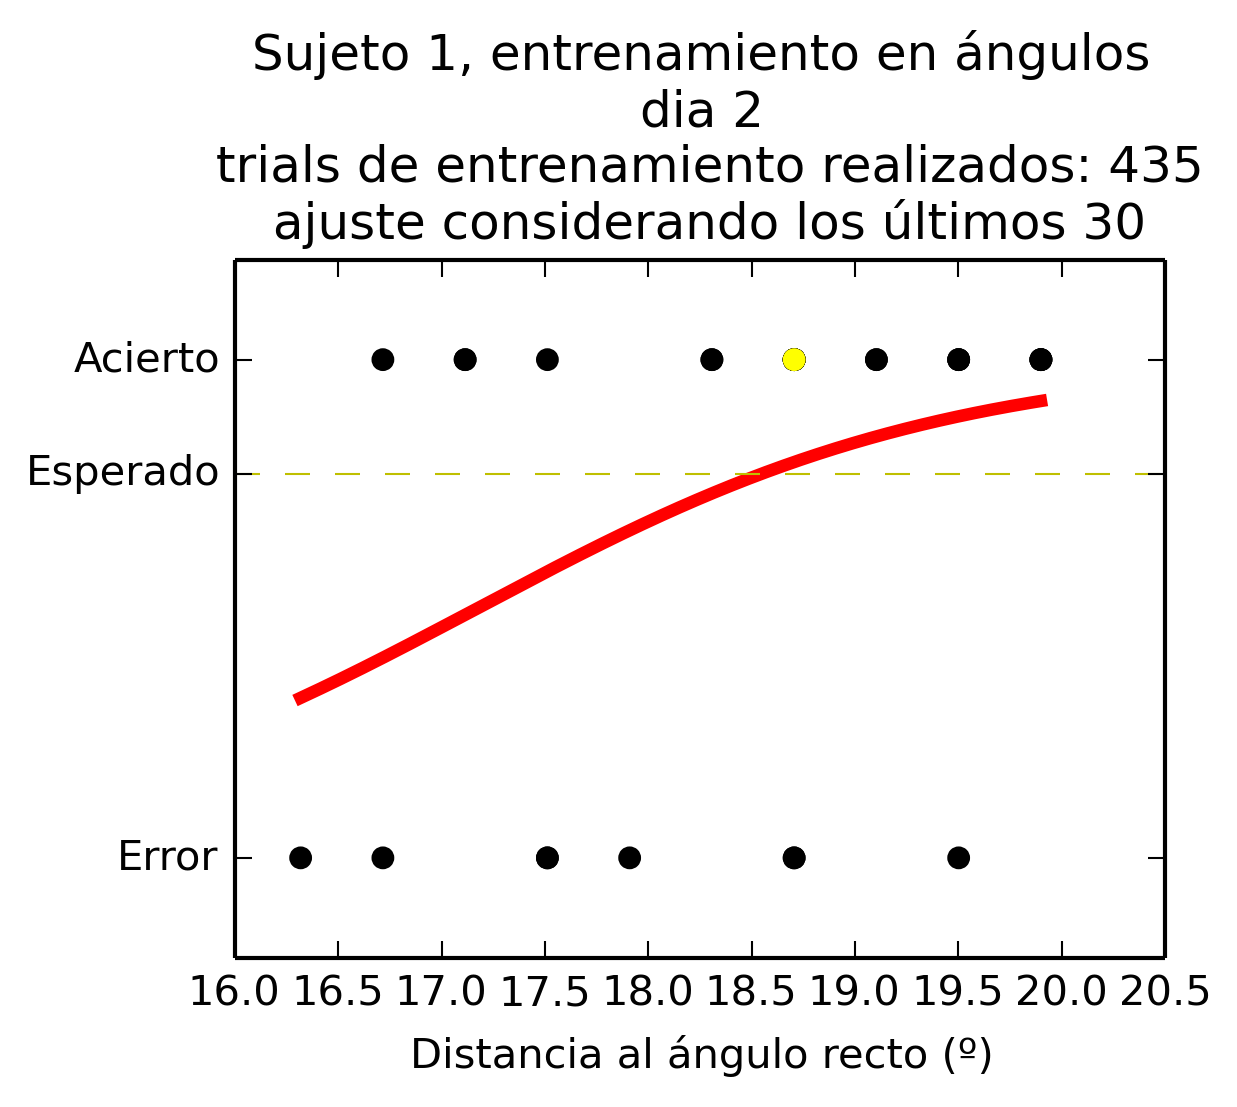 Sujeto 1, entrenamiento en ángulos
dia 2
trials de entrenamiento realizados: 435
ajuste considerando los últimos 30
Acierto
Esperado
Error
16.0 16.5 17.0 17.5 18.0 18.5 19.0 19.5 20.0 20.5
Distancia al ángulo recto (º)